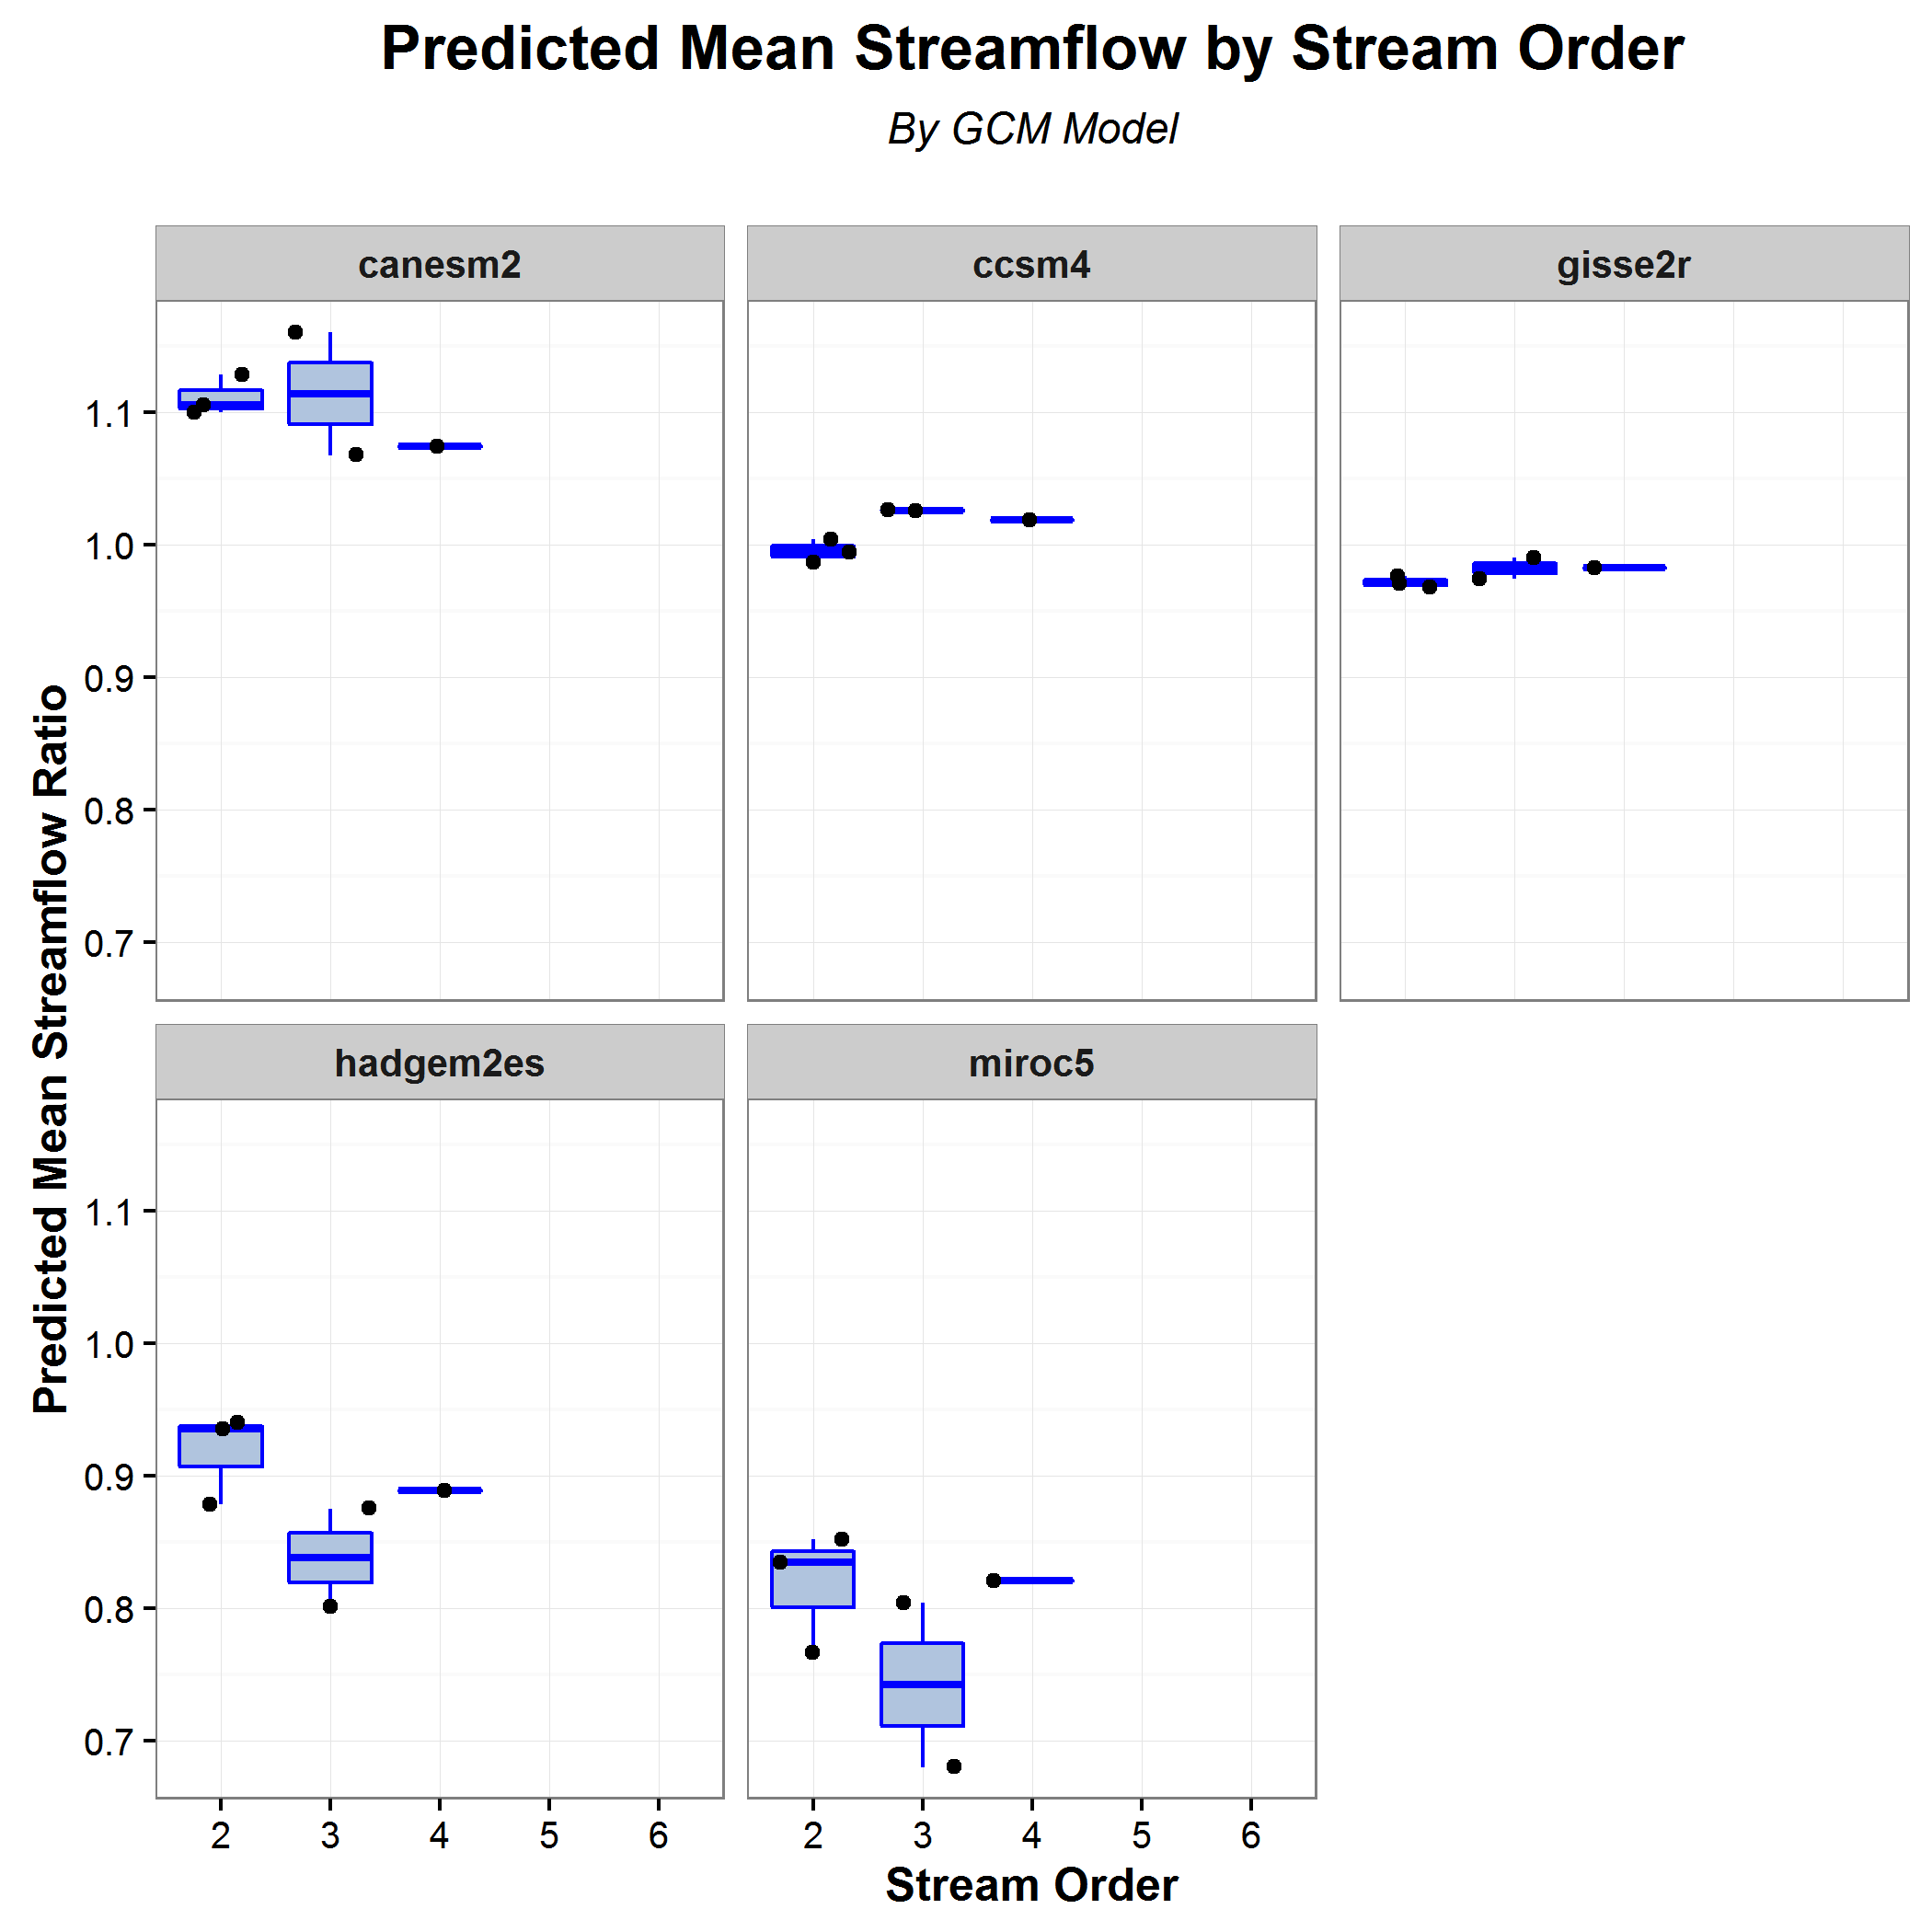 Predicted Mean Streamflow by Stream Order
By GCM Model
canesm2
ccsm4
gisse2r
1.1
1.0
0.9
0.8
0.7
Predicted Mean Streamflow Ratio
hadgem2es
miroc5
1.1
1.0
0.9
0.8
0.7
2 3 4 5 6
2 3 4 5 6
Stream Order